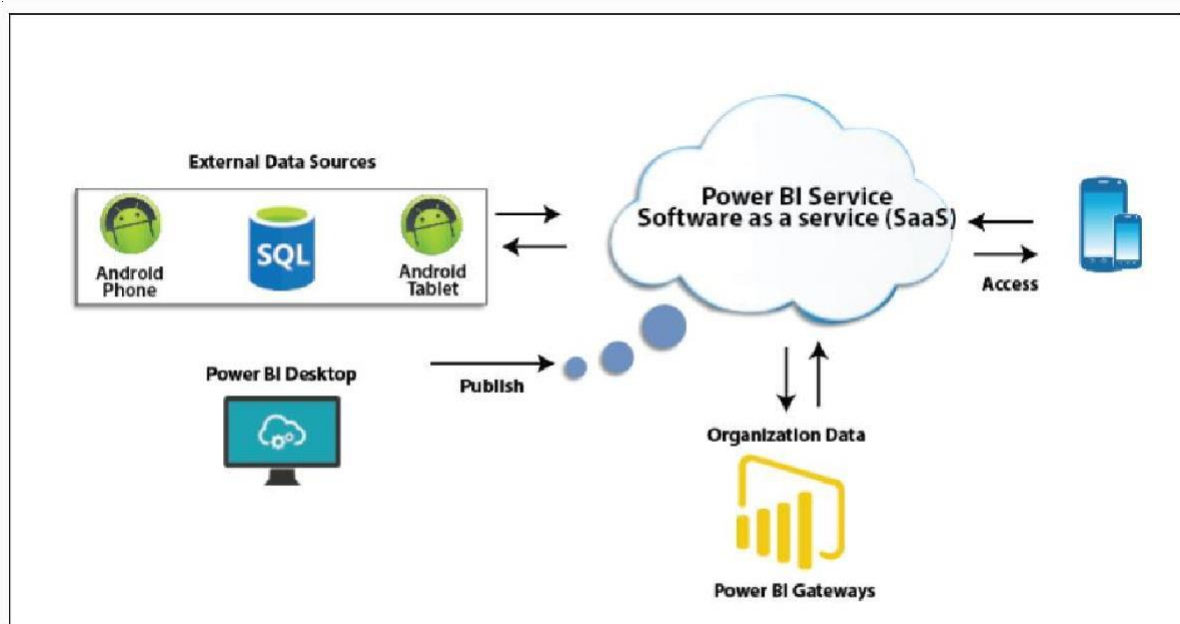 External Data Sources
Android
Phone
SQL
Android
Tablet
Power BI Service
Software as a service (SaaS)
Access
Power BI Desktop
Publish
Organization Data
Power BI Gateways